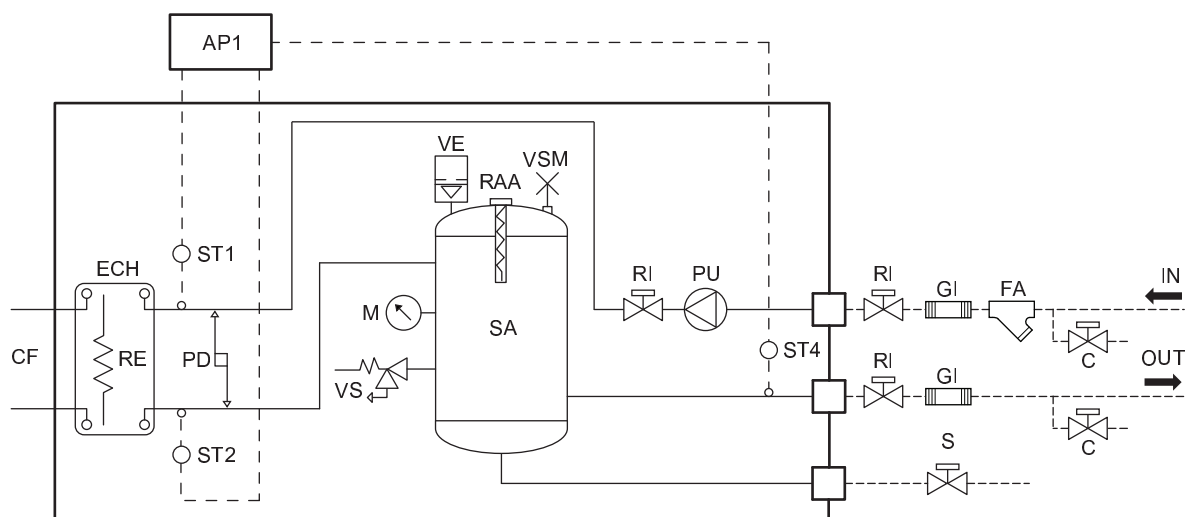 AP1
VE
VSM
RAA
ST1
ECH
RI
PU
RI
GI
FA
IN
M
SA
CF
RE
PD
ST4
C
RI
GI
OUT
VS
ST2
S
C